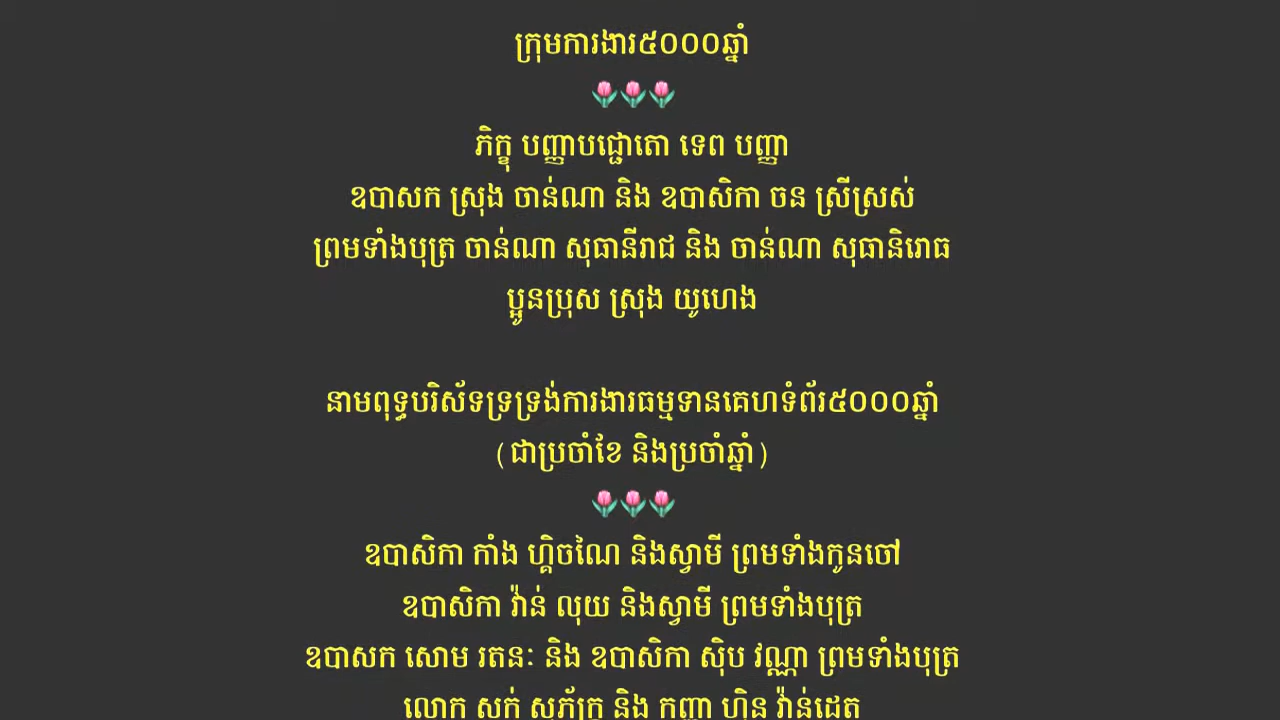 ក្រុមការងារ៥០០០ឆ្នាំ
🌷🌷🌷
ភិក្ខុ បញ្ញាបជ្ជោតោ ទេព បញ្ញា
ឧបាសក ស្រុង ចាន់ណា និង ឧបាសិកា ចន ស្រីស្រស់
ព្រមទាំងបុត្រ ចាន់ណា សុធានីរាជ និង ចាន់ណា សុធានិរោធ
ប្អូនប្រុស ស្រុង យូហេង
នាមពុទ្ធបរិស័ទទ្រទ្រង់ការងារធម្មទានគេហទំព័រ៥០០០ឆ្នាំ
(ជាប្រចាំខែ និងប្រចាំឆ្នាំ)
🌷🌷🌷
ឧបាសិកា កាំង ហ្គិចណៃ និងស្វាមី ព្រមទាំងកូនចៅ
ឧបាសិកា វ៉ាន់ លុយ និងស្វាមី ព្រមទាំងបុត្រ
ឧបាសក សោម រតនៈ និង ឧបាសិកា ស៊ិប វណ្ណា ព្រមទាំងបុត្រ
លោក សក់ សភ័ក្រ និង កញ្ញា ហ៊ិន វ៉ាន់ដេត